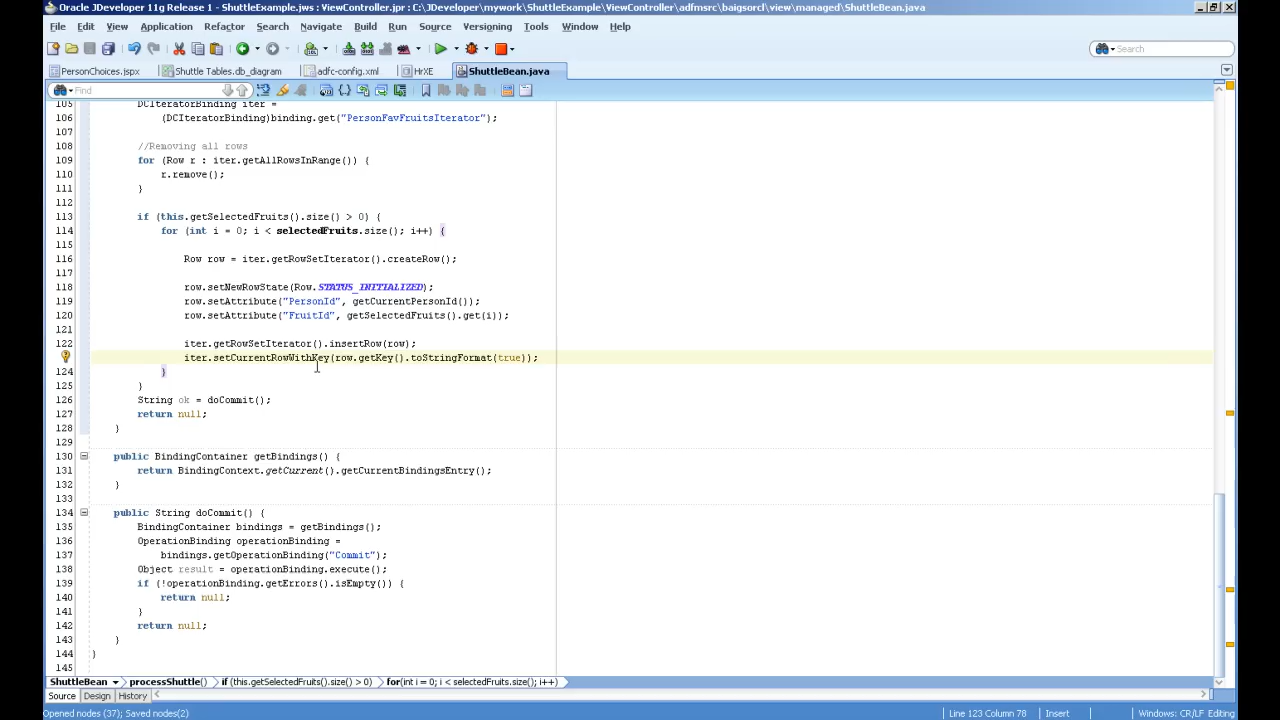 Oracle JDeveloper 11g Release 1 - ShuttleExample.jws : ViewController.jpr : C:\JDeveloper\mywork\ShuttleExample\ViewController\adfmsrc\baigsorcl\view\managed\ShuttleBean.java
File Edit View Application Refactor Search Navigate Build Run Source Versioning Tools Window Help
Search
PersonChoices.jspx Shuttle Tables.db_diagram adfc-config.xml HrXE ShuttleBean.java
Find
105 DCIteratorBinding iter =
106 (DCIteratorBinding)binding.get("PersonFavFruitsIterator");
107
108 //Removing all rows
109 for (Row r : iter.getAllRowsInRange()) {
110 r.remove();
111 }
112
113 if (this.getSelectedFruits().size() > 0) {
114 for (int i = 0; i < selectedFruits.size(); i++) {
115
116 Row row = iter.getRowSetIterator().createRow();
117
118 row.setNewRowState(Row.STATUS_INITIALIZED);
119 row.setAttribute("PersonId", getCurrentPersonId());
120 row.setAttribute("FruitId", getSelectedFruits().get(i));
121
122 iter.getRowSetIterator().insertRow(row);
iter.setCurrentRowWithKey(row.getKey().toStringFormat(true));
124 }
125 }
126 String ok = doCommit();
127 return null;
128 }
129
130 public BindingContainer getBindings() {
131 return BindingContext.getCurrent().getCurrentBindingsEntry();
132 }
133
134 public String doCommit() {
135 BindingContainer bindings = getBindings();
136 OperationBinding operationBinding =
137 bindings.getOperationBinding("Commit");
138 Object result = operationBinding.execute();
139 if (!operationBinding.getErrors().isEmpty()) {
140 return null;
141 }
142 return null;
143 }
144 }
145
ShuttleBean processShuttle() if (this.getSelectedFruits().size() > 0) for(int i = 0; i < selectedFruits.size(); i++)
Source Design History
Opened nodes (37); Saved nodes(2) Line 123 Column 78 Insert Windows: CR/LF Editing